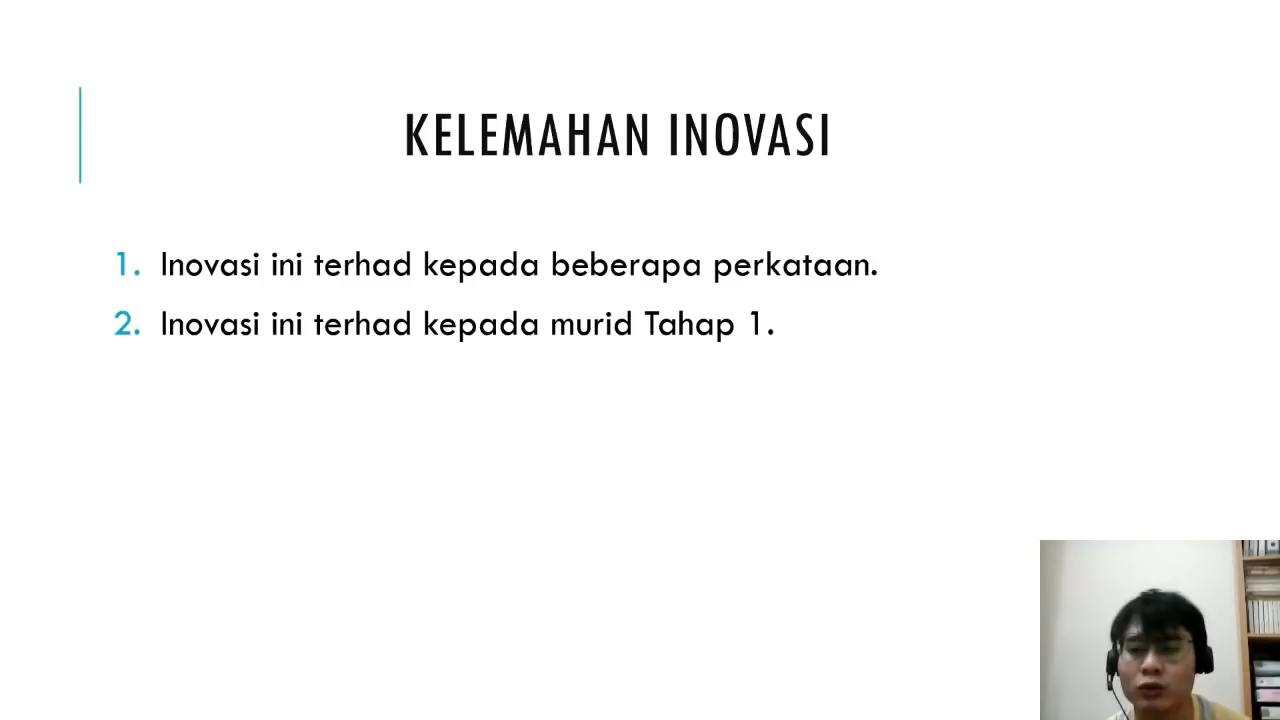 KELEMAHAN INOVASI
1. Inovasi ini terhad kepada beberapa perkataan.
2. Inovasi ini terhad kepada murid Tahap 1.